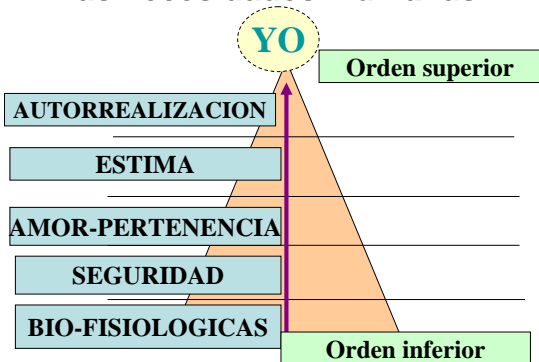 YO
Orden superior
AUTORREALIZACION
ESTIMA
AMOR-PERTENENCIA
SEGURIDAD
BIO-FISIOLOGICAS
Orden inferior